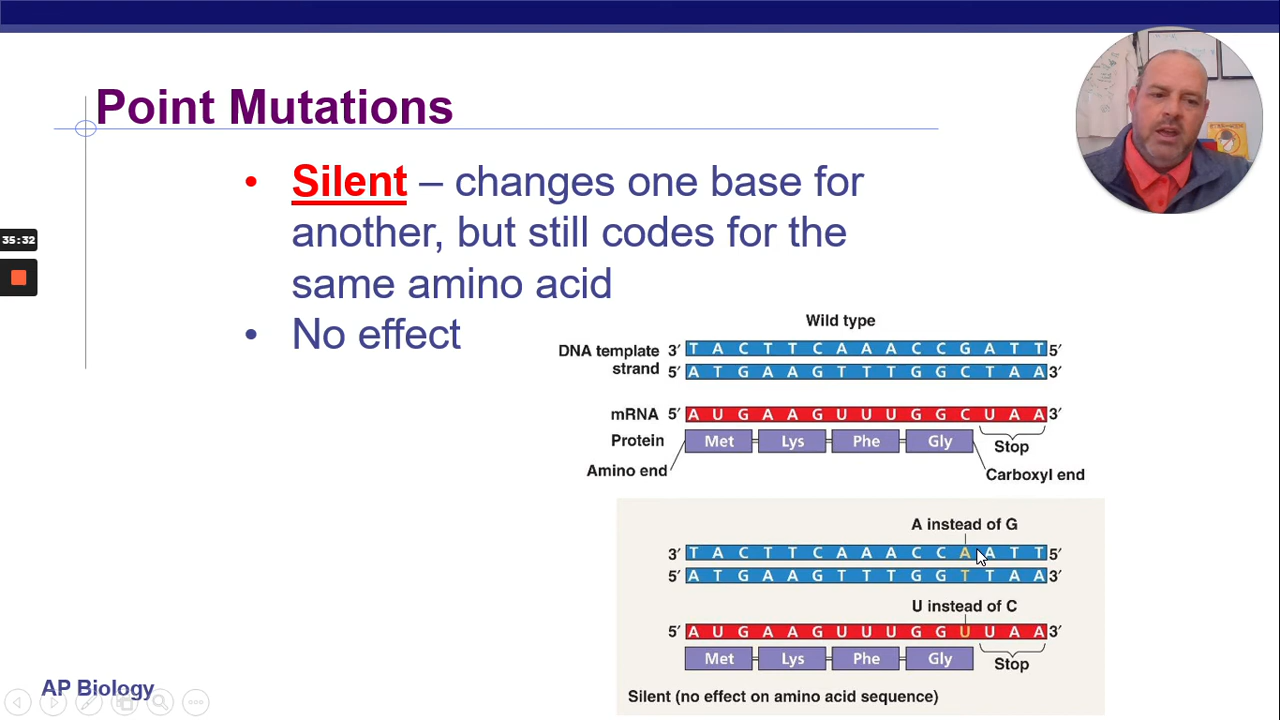 Point Mutations
• Silent – changes one base for
another, but still codes for the
same amino acid
• No effect
35:32
Wild type
DNA template
strand
3′ T A C T T C A A A C C G A T T 5′
5′ A T G A A G T T T G G C T A A 3′
mRNA 5′ A U G A A G U U U G G C U A A 3′
Protein Met Lys Phe Gly Stop
Amino end
Carboxyl end
A instead of G
3′ T A C T T C A A A C C A A T T 5′
5′ A T G A A G T T T G G T T A A 3′
U instead of C
5′ A U G A A G U U U G G U U A A 3′
Met Lys Phe Gly Stop
Silent (no effect on amino acid sequence)
AP Biology